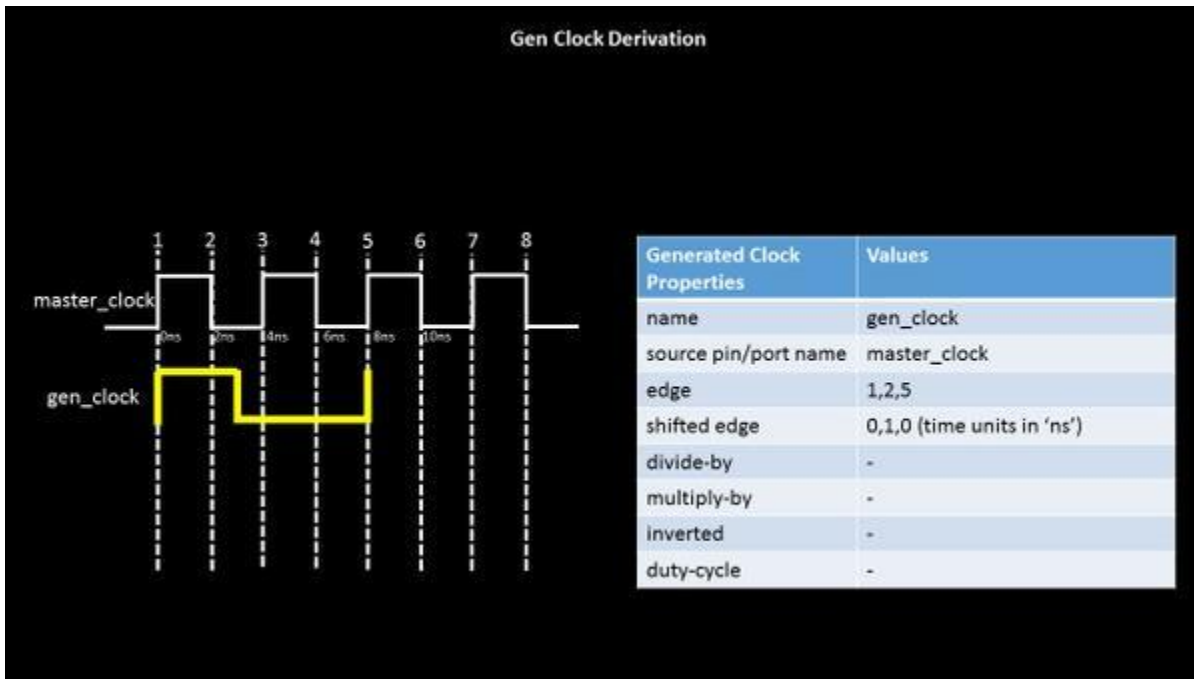 Gen Clock Derivation
1 2 3 4 5 6 7 8
master_clock
0ns 2ns 4ns 6ns 8ns 10ns
gen_clock
Generated Clock Properties Values
name gen_clock
source pin/port name master_clock
edge 1,2,5
shifted edge 0,1,0 (time units in 'ns')
divide-by -
multiply-by -
inverted -
duty-cycle -